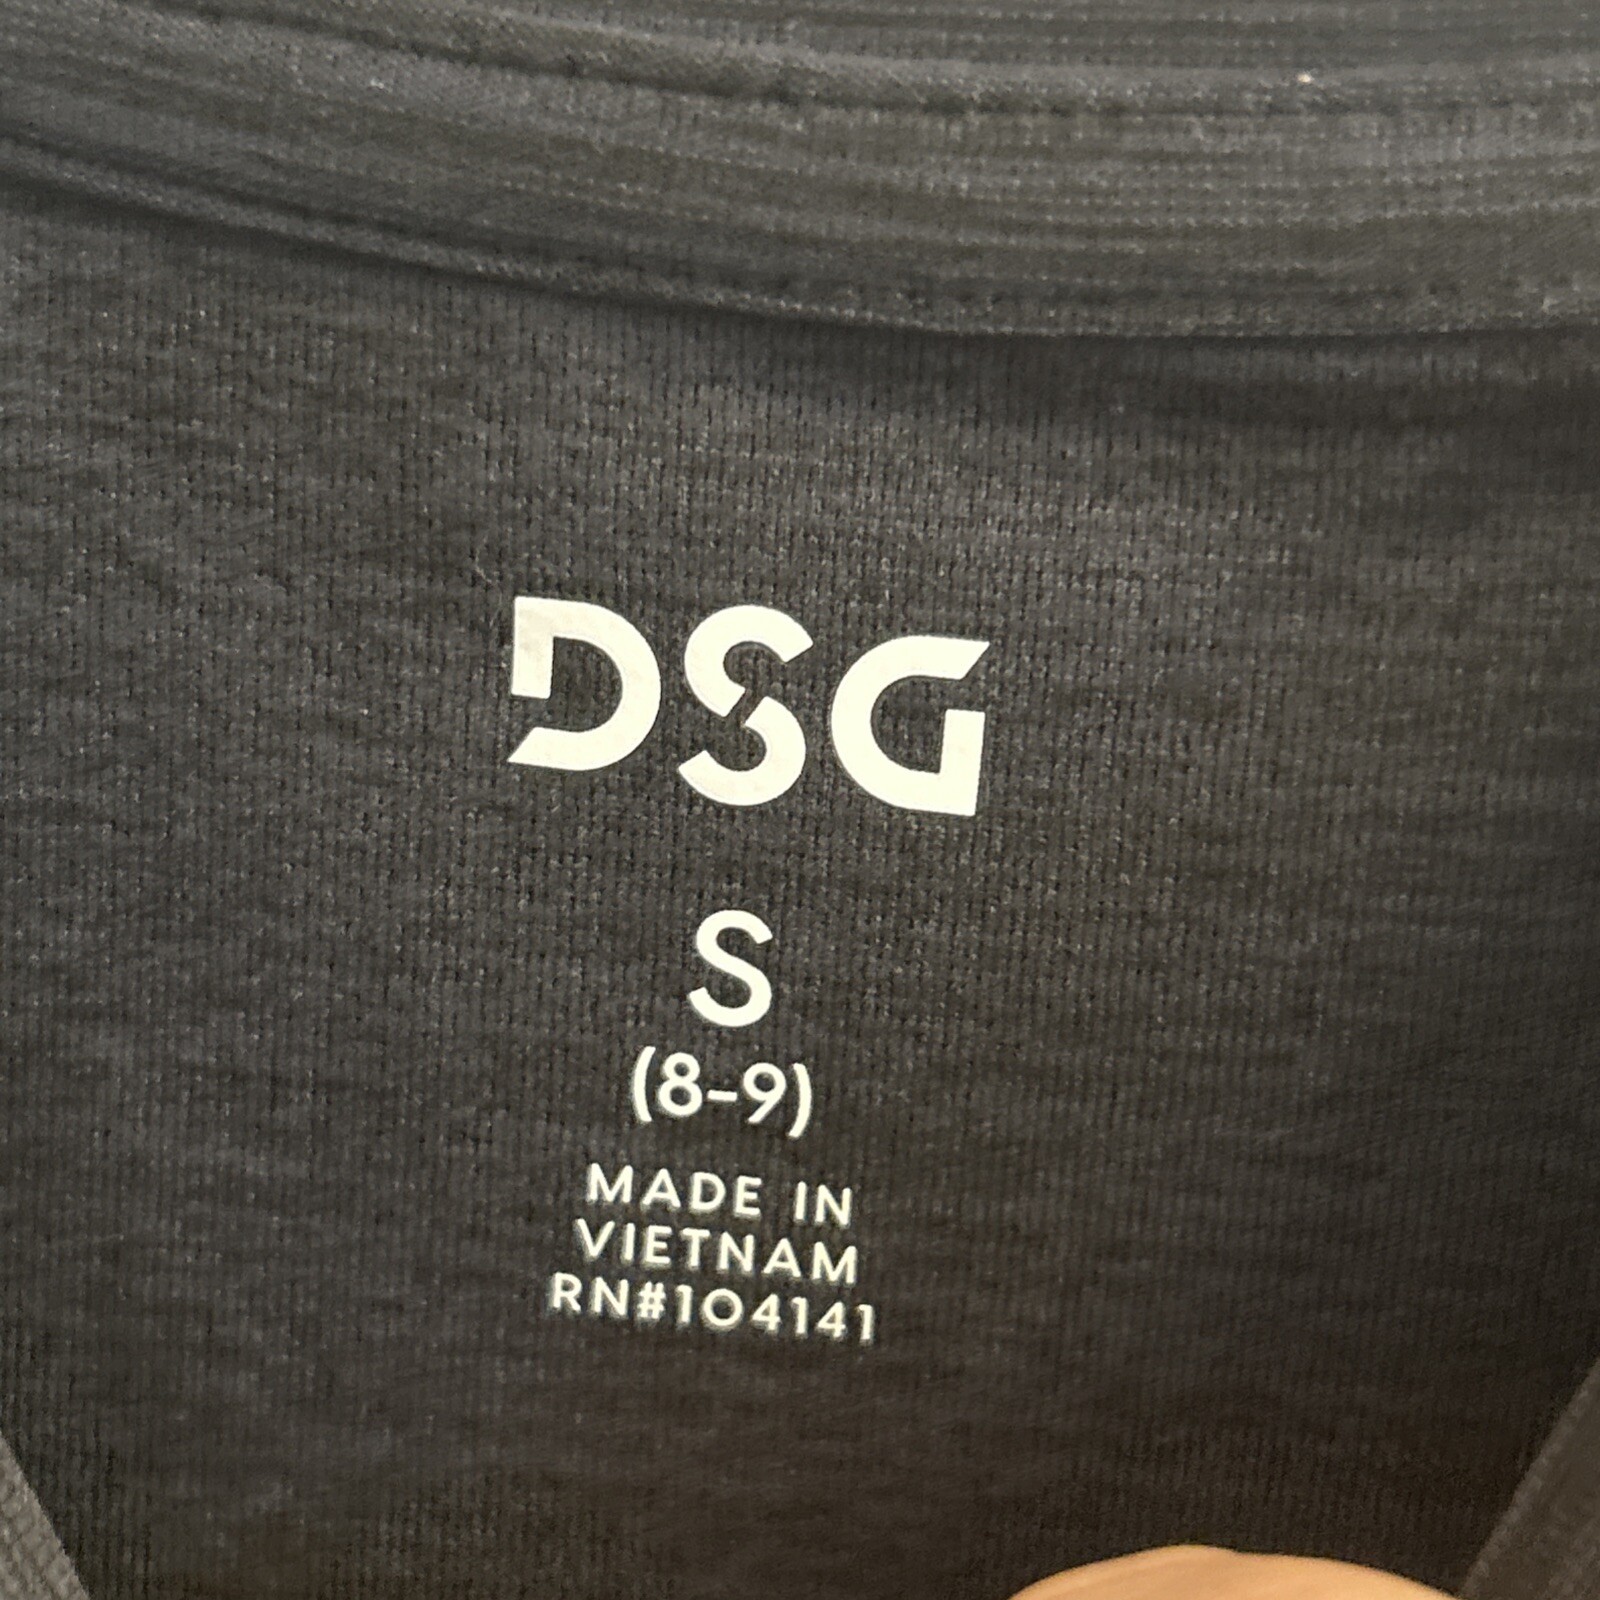 DSG
S
(8-9)
MADE IN
VIETNAM
RN#104141